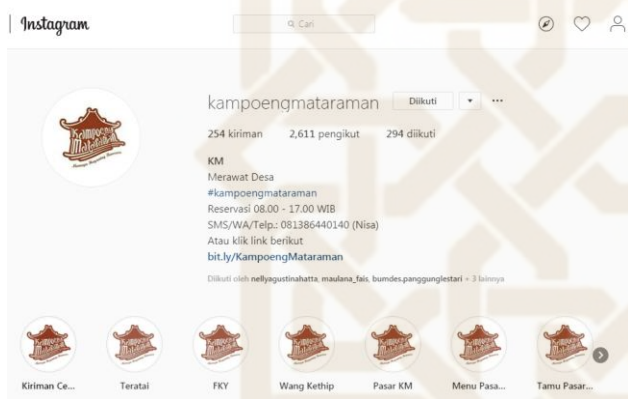 Instagram
Cari
kampoengmataraman Diikuti ...
254 kiriman 2,611 pengikut 294 diikuti
KM
Merawat Desa
#kampoengmataraman
Reservasi 08.00 - 17.00 WIB
SMS/WA/Telp.: 081386440140 (Nisa)
Atau klik link berikut
bit.ly/KampoengMataraman
Diikuti oleh nellyagustinahatta, maulana_fais, bumdes.panggunglestari + 3 lainnya
Kampoeng
Mataraman
Kiriman Ce... Teratai FKY Wang Kethip Pasar KM Menu Pasa... Tamu Pasar...